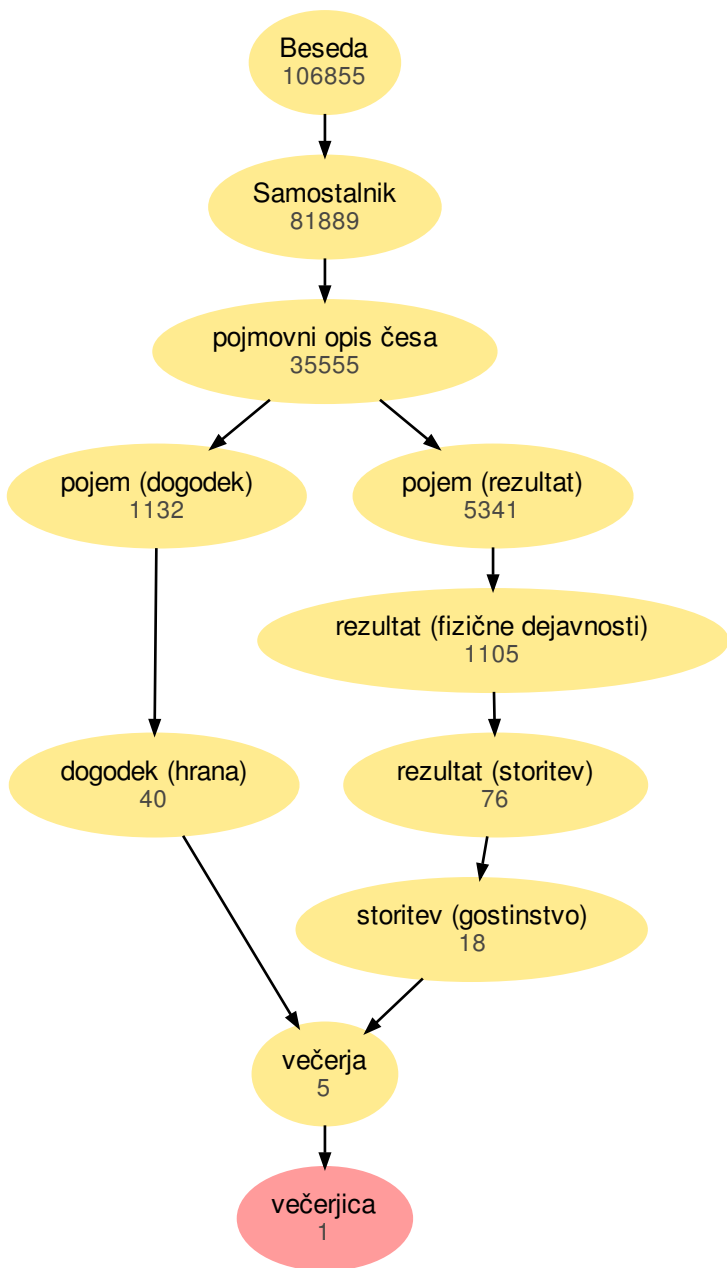 Beseda
106855
Samostalnik
81889
pojmovni opis česa
35555
pojem (dogodek)
1132
pojem (rezultat)
5341
rezultat (fizične dejavnosti)
1105
dogodek (hrana)
40
rezultat (storitev)
76
storitev (gostinstvo)
18
večerja
5
večerjica
1